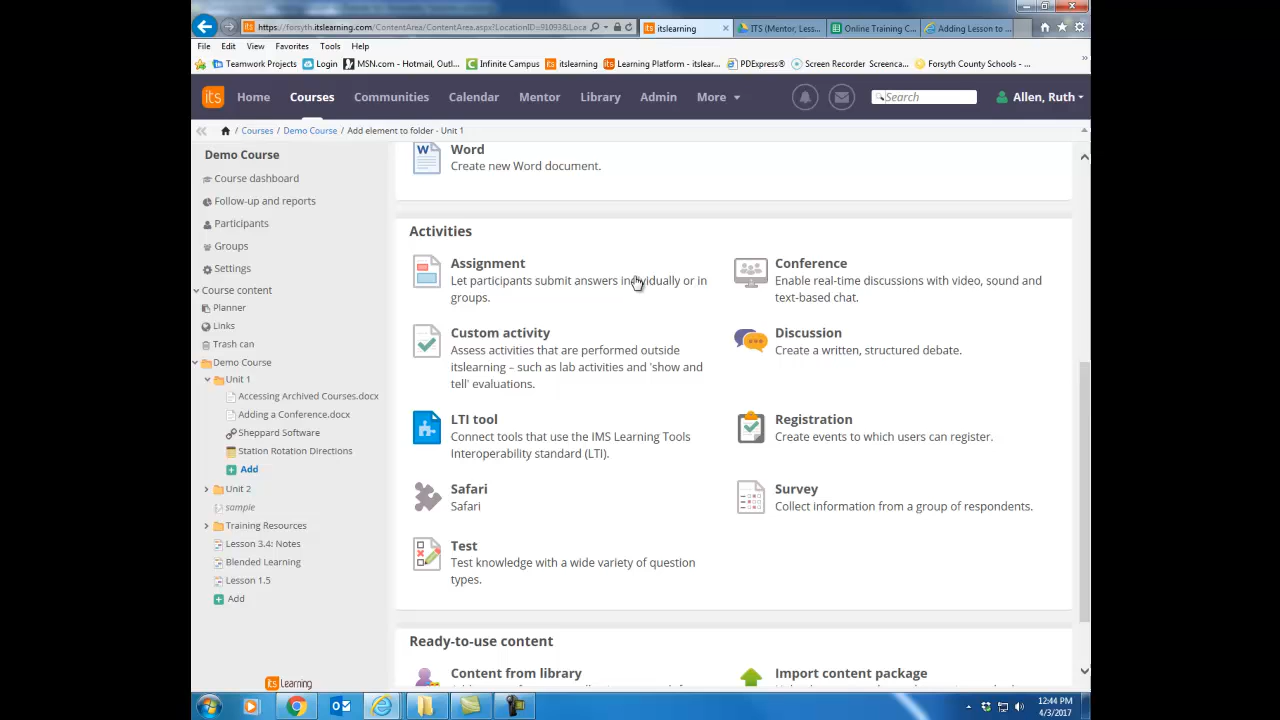 https://forsyth.itslearning.com/ContentArea/ContentArea.aspx?LocationID=91093&Loca
itslearning
ITS (Mentor, Less...
Online Training C...
Adding Lesson to ...
File Edit View Favorites Tools Help
Teamwork Projects
Login
MSN.com - Hotmail, Outl...
Infinite Campus
itslearning
Learning Platform - itslear...
PDExpress®
Screen Recorder Screenca...
Forsyth County Schools - ...
its
Home
Courses
Communities
Calendar
Mentor
Library
Admin
More
Search
Allen, Ruth
Courses / Demo Course / Add element to folder - Unit 1
Demo Course
Course dashboard
Follow-up and reports
Participants
Groups
Settings
Course content
Planner
Links
Trash can
Demo Course
Unit 1
Accessing Archived Courses.docx
Adding a Conference.docx
Sheppard Software
Station Rotation Directions
Add
Unit 2
sample
Training Resources
Lesson 3.4: Notes
Blended Learning
Lesson 1.5
Add
its Learning
Word
Create new Word document.
Activities
Assignment
Let participants submit answers individually or in
groups.
Conference
Enable real-time discussions with video, sound and
text-based chat.
Custom activity
Assess activities that are performed outside
itslearning – such as lab activities and 'show and
tell' evaluations.
Discussion
Create a written, structured debate.
LTI tool
Connect tools that use the IMS Learning Tools
Interoperability standard (LTI).
Registration
Create events to which users can register.
Safari
Safari
Survey
Collect information from a group of respondents.
Test
Test knowledge with a wide variety of question
types.
Ready-to-use content
Content from library
Import content package
12:44 PM
4/3/2017